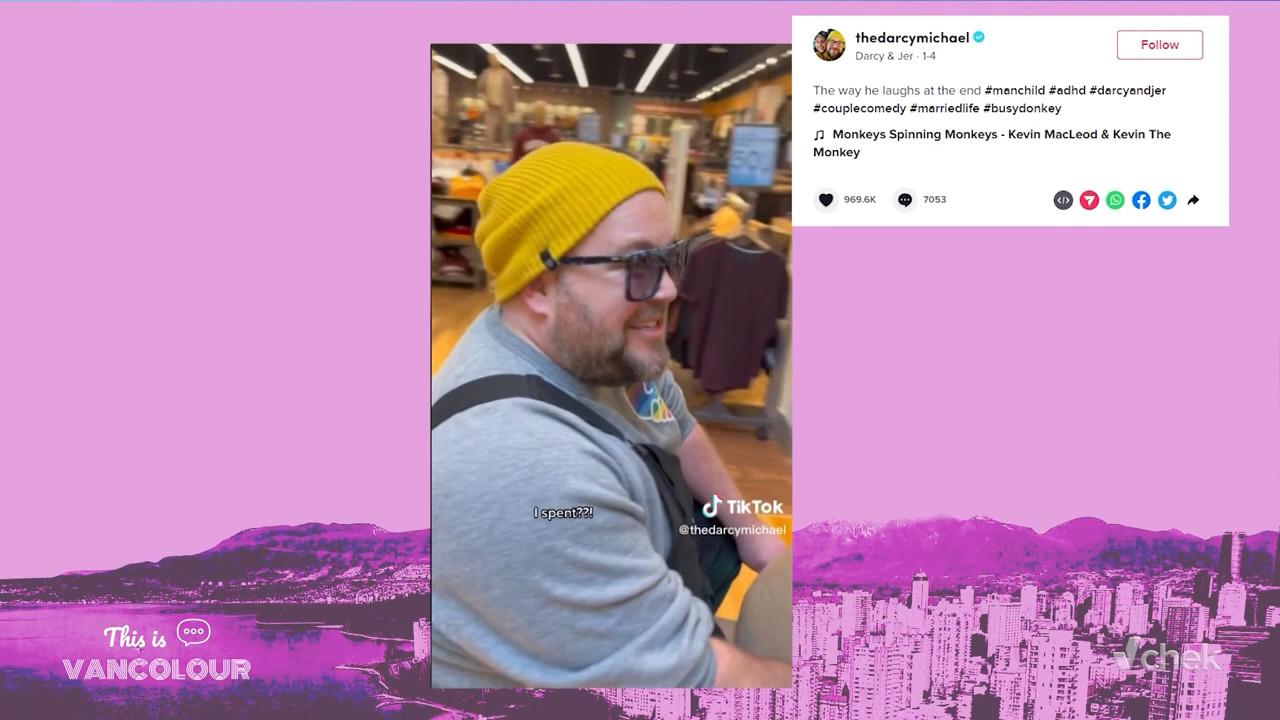 thedarcymichael
Follow
Darcy & Jer · 1-4
The way he laughs at the end #manchild #adhd #darcyandjer
#couplecomedy #marriedlife #busydonkey
Monkeys Spinning Monkeys - Kevin MacLeod & Kevin The
Monkey
969.6K
7053
50
I spent??!
TikTok
@thedarcymichael
This is
VANCOLOUR
chek